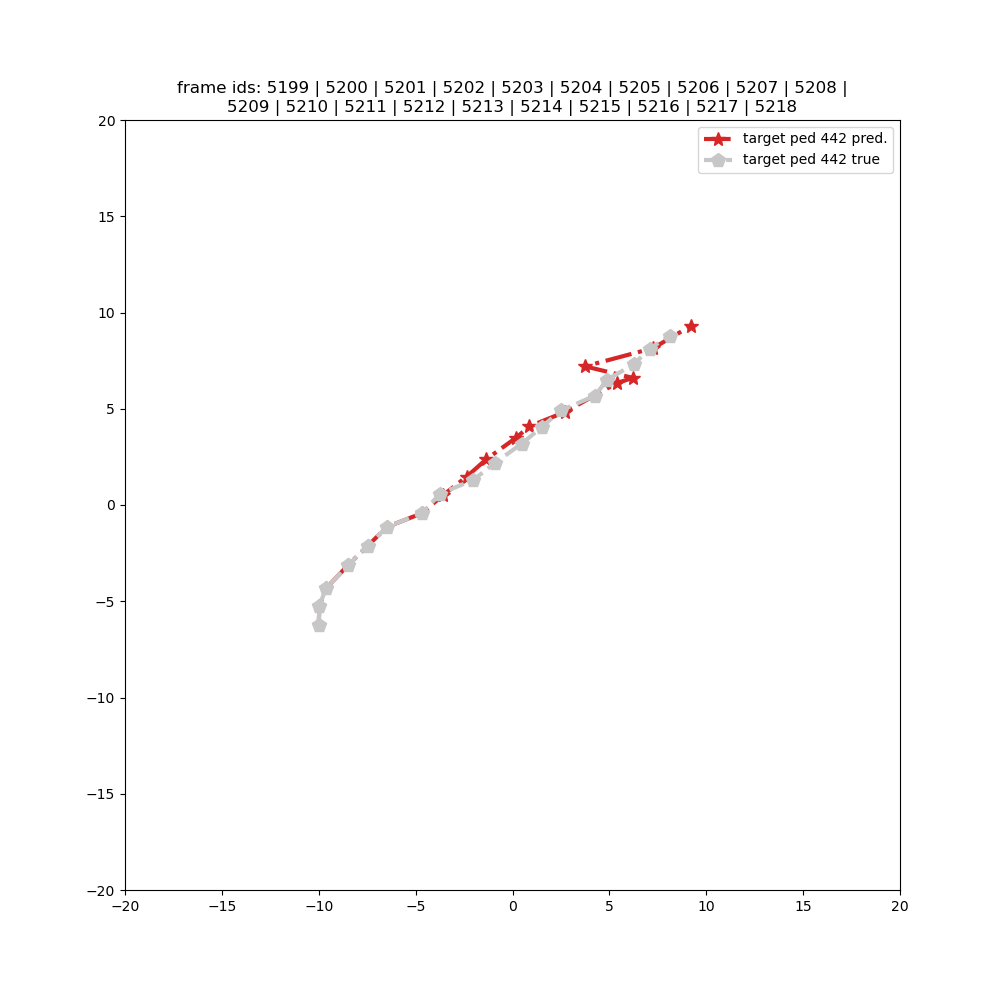 frame ids: 5199 | 5200 | 5201 | 5202 | 5203 | 5204 | 5205 | 5206 | 5207 | 5208 |
5209 | 5210 | 5211 | 5212 | 5213 | 5214 | 5215 | 5216 | 5217 | 5218
target ped 442 pred.
target ped 442 true
20
15
10
5
0
−5
−10
−15
−20
−20 −15 −10 −5 0 5 10 15 20